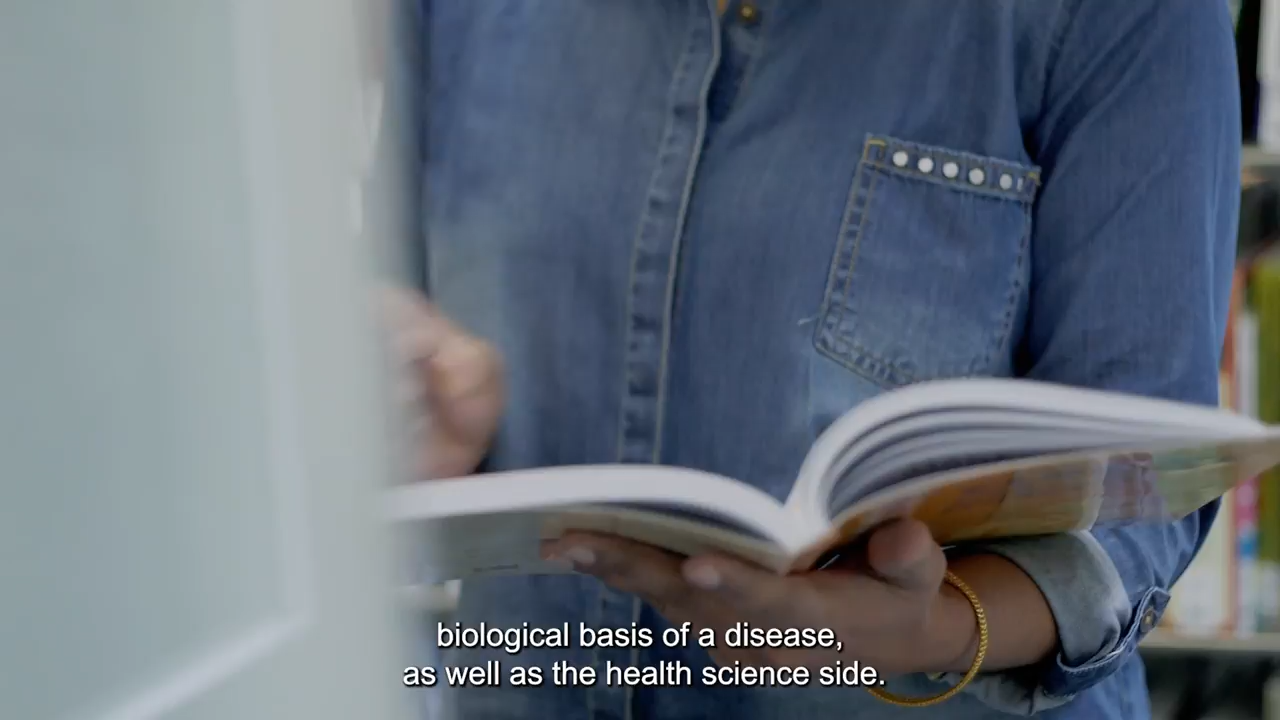 biological basis of a disease,
as well as the health science side.